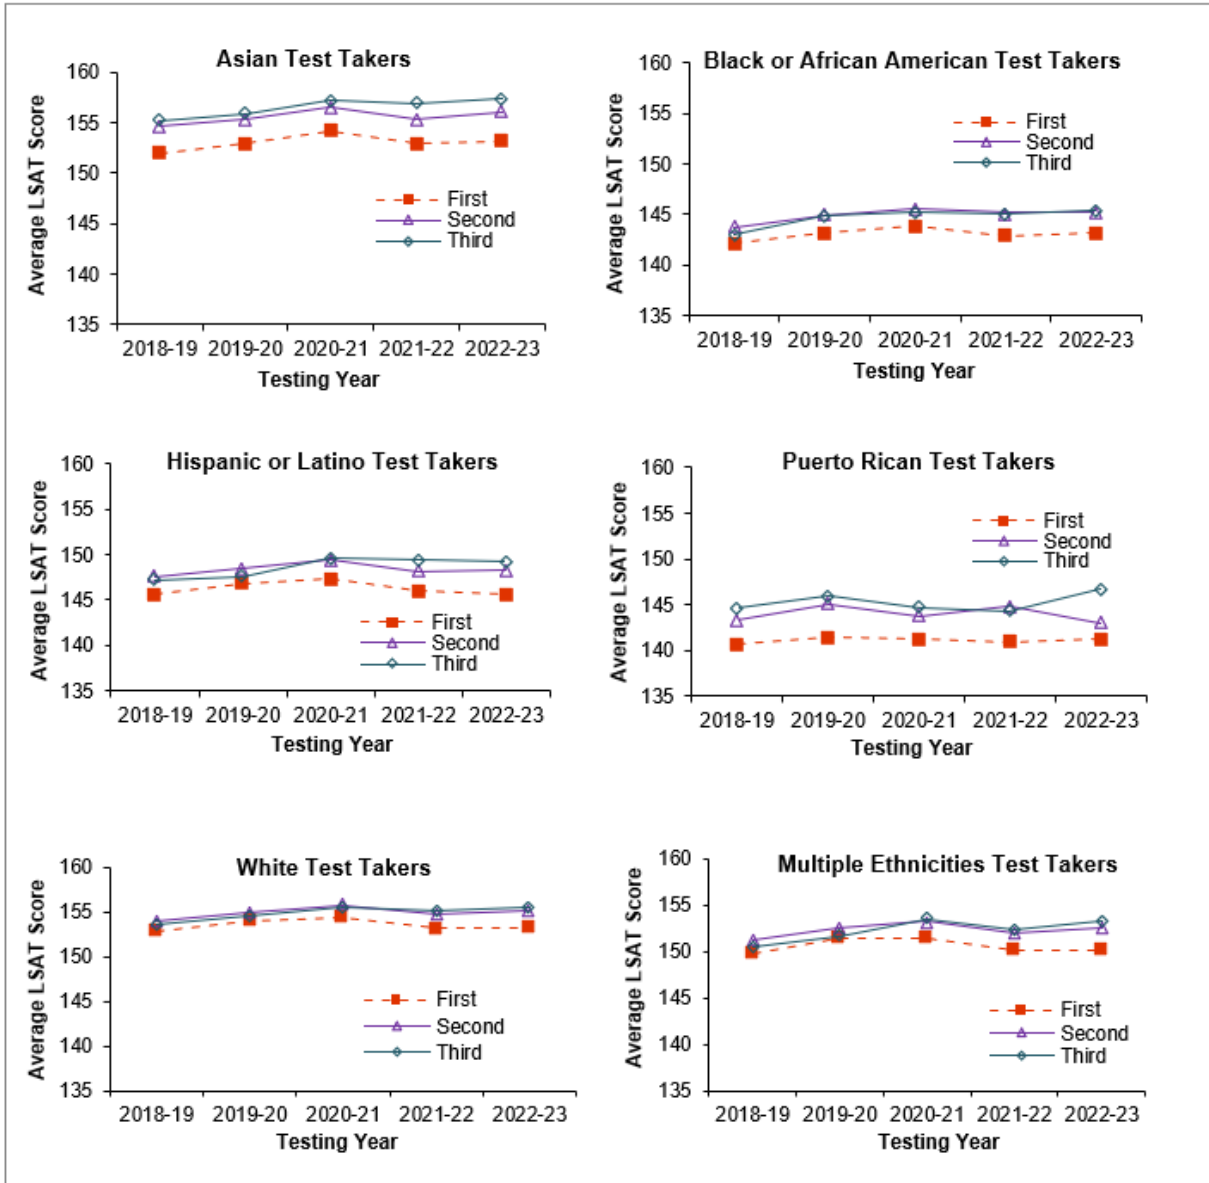 Asian Test Takers
Average LSAT Score
160
155
150
145
140
135
First
Second
Third
2018-19 2019-20 2020-21 2021-22 2022-23
Testing Year
Black or African American Test Takers
Average LSAT Score
160
155
150
145
140
135
First
Second
Third
2018-19 2019-20 2020-21 2021-22 2022-23
Testing Year
Hispanic or Latino Test Takers
Average LSAT Score
160
155
150
145
140
135
First
Second
Third
2018-19 2019-20 2020-21 2021-22 2022-23
Testing Year
Puerto Rican Test Takers
Average LSAT Score
160
155
150
145
140
135
First
Second
Third
2018-19 2019-20 2020-21 2021-22 2022-23
Testing Year
White Test Takers
Average LSAT Score
160
155
150
145
140
135
First
Second
Third
2018-19 2019-20 2020-21 2021-22 2022-23
Testing Year
Multiple Ethnicities Test Takers
Average LSAT Score
160
155
150
145
140
135
First
Second
Third
2018-19 2019-20 2020-21 2021-22 2022-23
Testing Year